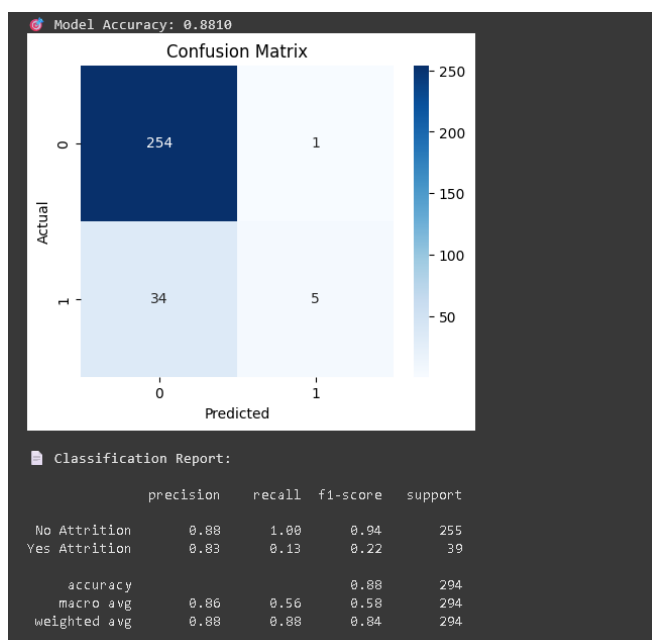 🎯 Model Accuracy: 0.8810
Confusion Matrix
250
200
150
100
50
Actual
0
1
254 1
34 5
0 1
Predicted
📄 Classification Report:
precision recall f1-score support
No Attrition 0.88 1.00 0.94 255
Yes Attrition 0.83 0.13 0.22 39
accuracy 0.88 294
macro avg 0.86 0.56 0.58 294
weighted avg 0.88 0.88 0.84 294